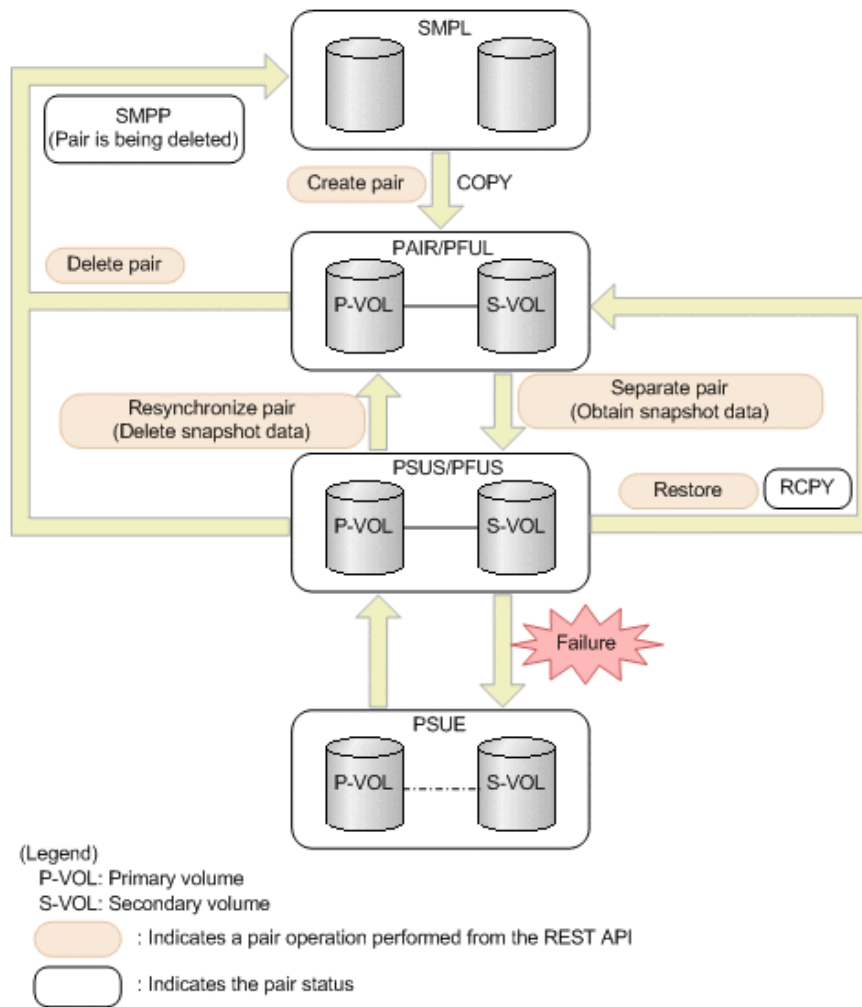 SMPL
SMPP
(Pair is being deleted)
Create pair
COPY
PAIR/PFUL
Delete pair
P-VOL
S-VOL
Resynchronize pair
(Delete snapshot data)
Separate pair
(Obtain snapshot data)
PSUS/PFUS
P-VOL
S-VOL
Restore
RCPY
Failure
PSUE
P-VOL
S-VOL
(Legend)
P-VOL: Primary volume
S-VOL: Secondary volume
: Indicates a pair operation performed from the REST API
: Indicates the pair status